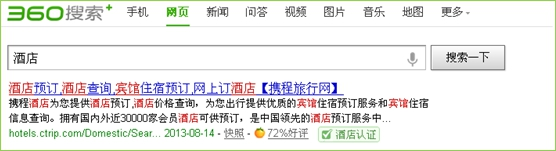 360搜索+ 手机 网页 新闻 问答 视频 图片 音乐 地图 更多
酒店 搜索一下
酒店预订,酒店查询,宾馆住宿预订,网上订酒店【携程旅行网】
携程酒店为您提供酒店预订,酒店价格查询，为您出行提供优质的宾馆住宿预订服务和宾馆住宿
信息查询。拥有国内外近30000家会员酒店可供预订，是中国领先的酒店预订服务中...
hotels.ctrip.com/Domestic/Sear... 2013-08-14 - 快照 - 72%好评 酒店认证